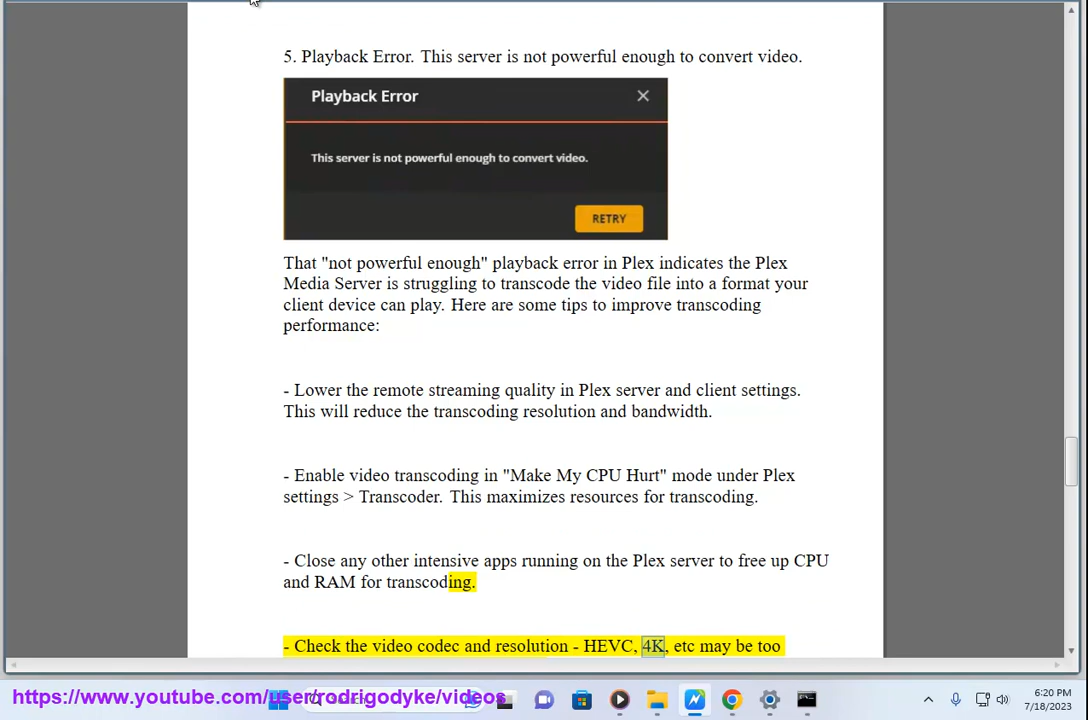 5. Playback Error. This server is not powerful enough to convert video.
Playback Error
This server is not powerful enough to convert video.
RETRY
That "not powerful enough" playback error in Plex indicates the Plex
Media Server is struggling to transcode the video file into a format your
client device can play. Here are some tips to improve transcoding
performance:
- Lower the remote streaming quality in Plex server and client settings.
This will reduce the transcoding resolution and bandwidth.
- Enable video transcoding in "Make My CPU Hurt" mode under Plex
settings > Transcoder. This maximizes resources for transcoding.
- Close any other intensive apps running on the Plex server to free up CPU
and RAM for transcoding.
- Check the video codec and resolution - HEVC, 4K, etc may be too
https://www.youtube.com/user/rodrigodyke/videos
6:20 PM
7/18/2023